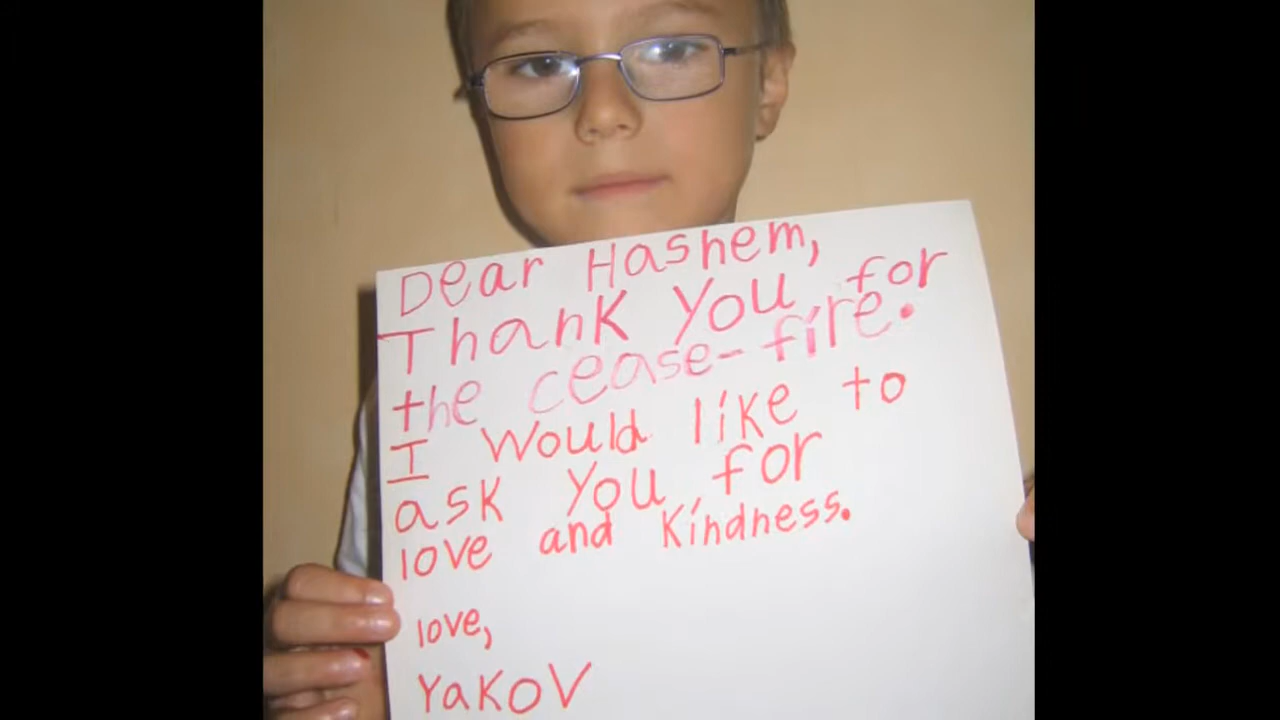 Dear Hashem,
Thank You for
the cease-fire.
I would like to
ask You for
love and kindness.
love,
Yakov